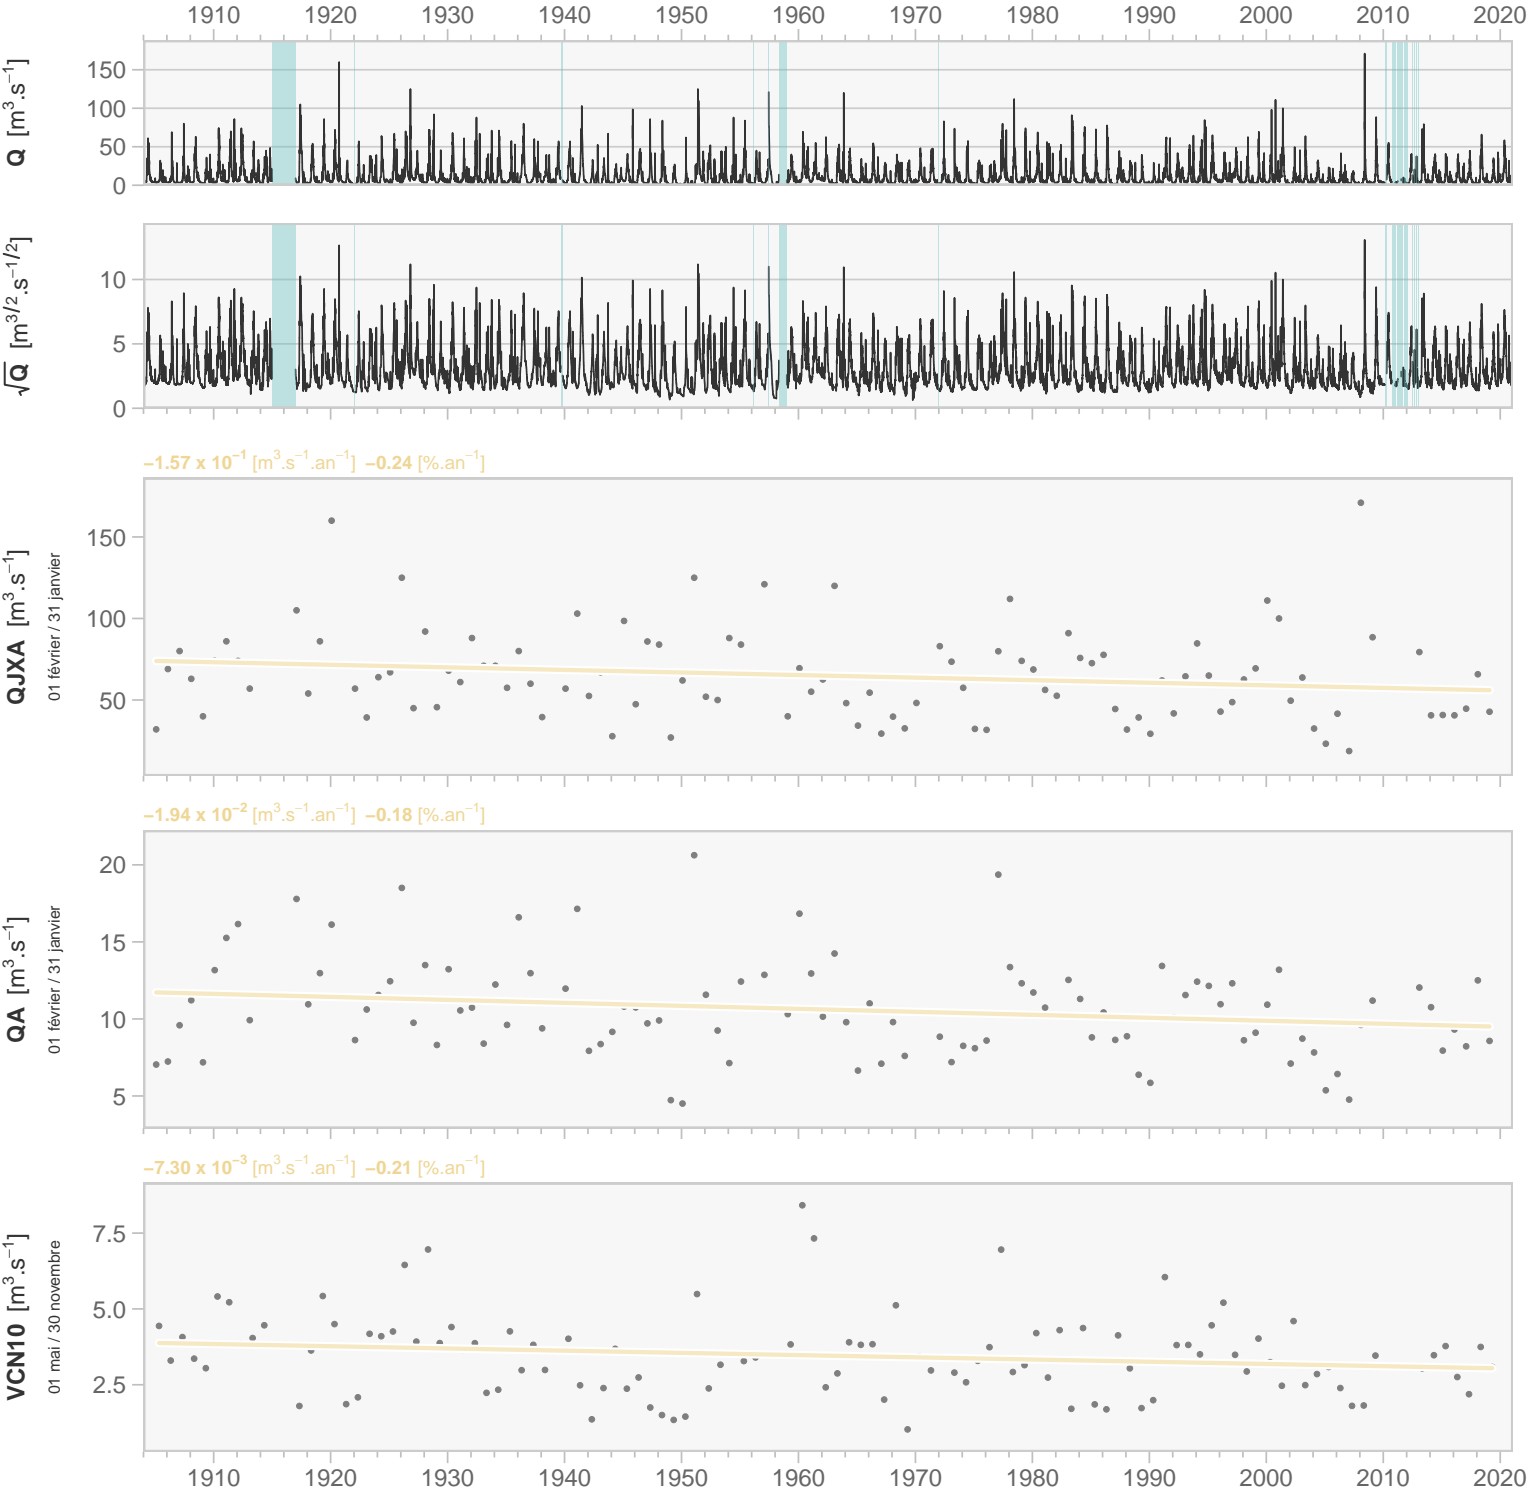 1910 1920 1930 1940 1950 1960 1970 1980 1990 2000 2010 2020
Q [m³.s⁻¹]
150
100
50
0
√Q [m³/².s⁻¹/²]
10
5
0
−1.57 x 10⁻¹ [m³.s⁻¹.an⁻¹] −0.24 [%.an⁻¹]
QJXA [m³.s⁻¹]
01 février / 31 janvier
150
100
50
−1.94 x 10⁻² [m³.s⁻¹.an⁻¹] −0.18 [%.an⁻¹]
QA [m³.s⁻¹]
01 février / 31 janvier
20
15
10
5
−7.30 x 10⁻³ [m³.s⁻¹.an⁻¹] −0.21 [%.an⁻¹]
VCN10 [m³.s⁻¹]
01 mai / 30 novembre
7.5
5.0
2.5
1910 1920 1930 1940 1950 1960 1970 1980 1990 2000 2010 2020